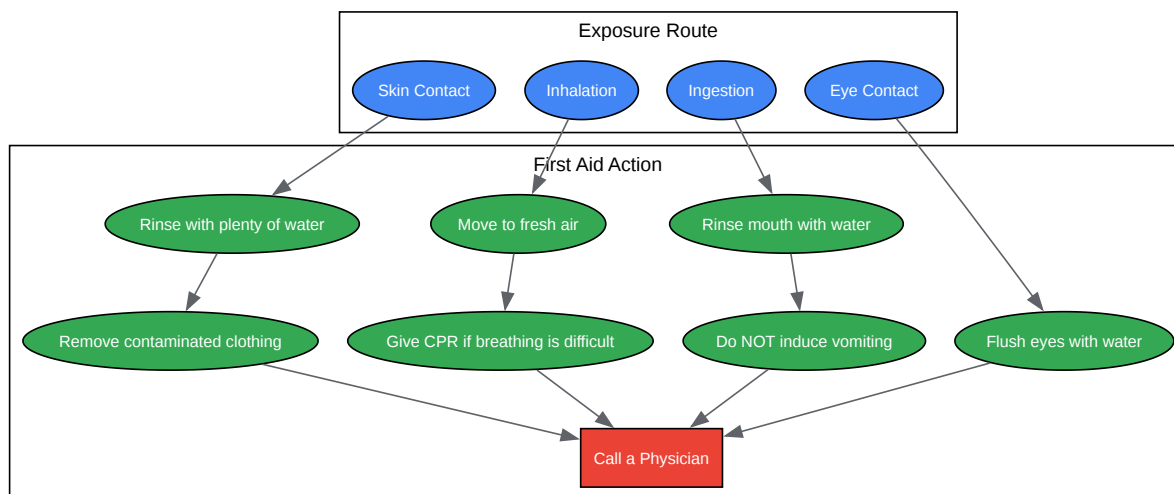 Exposure Route
Skin Contact
Inhalation
Ingestion
Eye Contact
First Aid Action
Rinse with plenty of water
Move to fresh air
Rinse mouth with water
Remove contaminated clothing
Give CPR if breathing is difficult
Do NOT induce vomiting
Flush eyes with water
Call a Physician